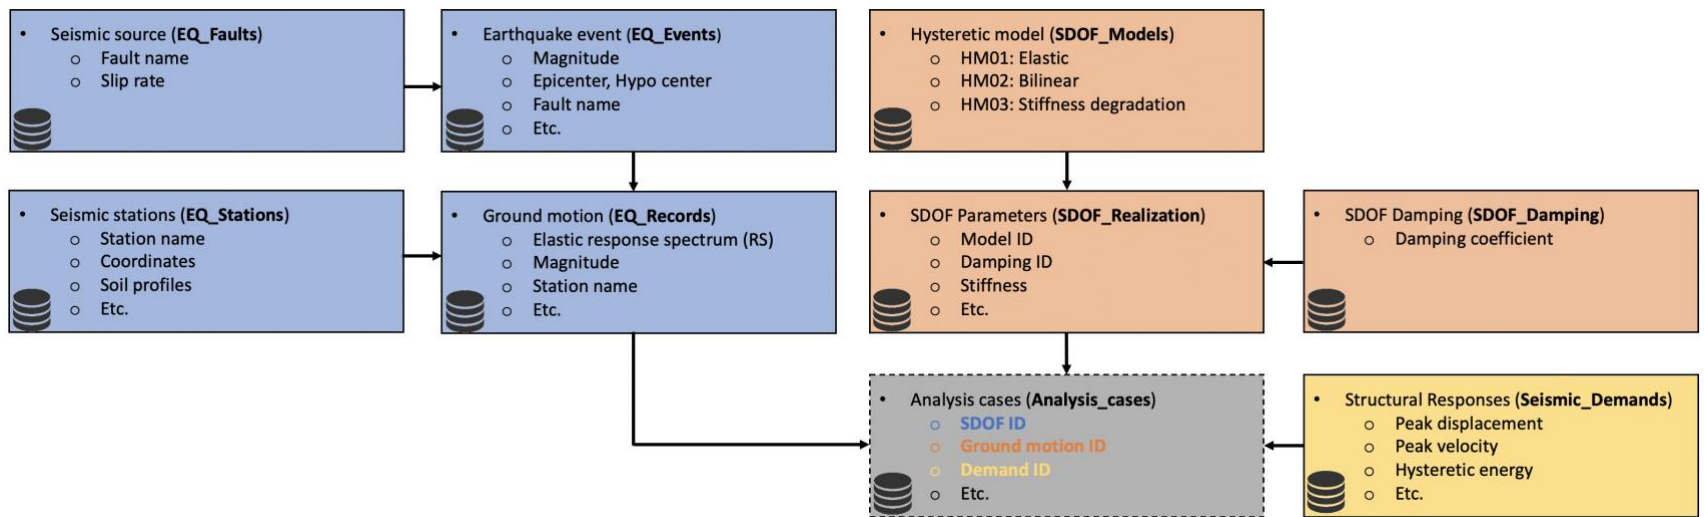 • Seismic source (EQ_Faults)
o Fault name
o Slip rate
• Earthquake event (EQ_Events)
o Magnitude
o Epicenter, Hypo center
o Fault name
o Etc.
• Hysteretic model (SDOF_Models)
o HM01: Elastic
o HM02: Bilinear
o HM03: Stiffness degradation
• Seismic stations (EQ_Stations)
o Station name
o Coordinates
o Soil profiles
o Etc.
• Ground motion (EQ_Records)
o Elastic response spectrum (RS)
o Magnitude
o Station name
o Etc.
• SDOF Parameters (SDOF_Realization)
o Model ID
o Damping ID
o Stiffness
o Etc.
• SDOF Damping (SDOF_Damping)
o Damping coefficient
• Analysis cases (Analysis_cases)
o SDOF ID
o Ground motion ID
o Demand ID
o Etc.
• Structural Responses (Seismic_Demands)
o Peak displacement
o Peak velocity
o Hysteretic energy
o Etc.